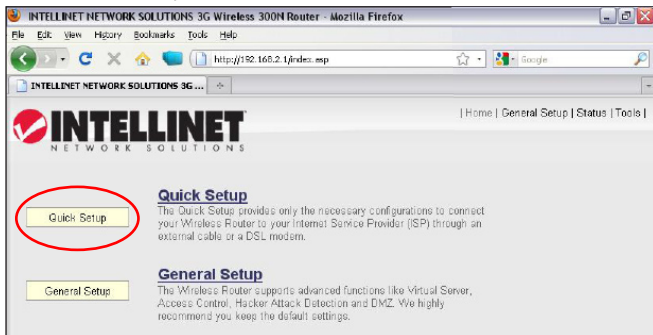 INTELLINET NETWORK SOLUTIONS 3G Wireless 300N Router - Mozilla Firefox
File Edit View History Bookmarks Tools Help
http://192.168.2.1/index.asp
Google
INTELLINET NETWORK SOLUTIONS 3G ...
| Home | General Setup | Status | Tools |
INTELLINET
NETWORK SOLUTIONS
Quick Setup
Quick Setup
The Quick Setup provides only the necessary configurations to connect
your Wireless Router to your Internet Service Provider (ISP) through an
external cable or a DSL modem.
General Setup
General Setup
The Wireless Router supports advanced functions like Virtual Server,
Access Control, Hacker Attack Detection and DMZ. We highly
recommend you keep the default settings.